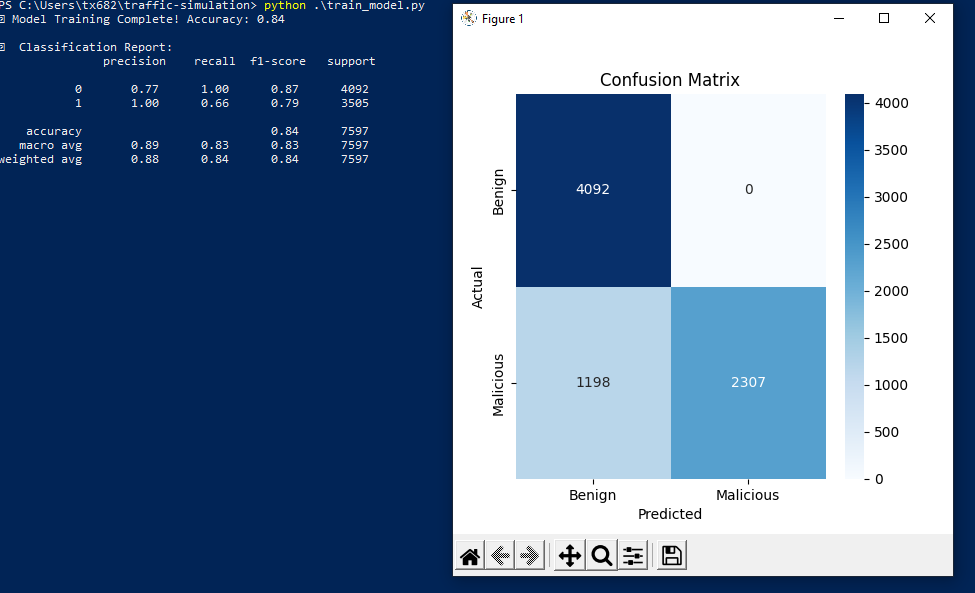 PS C:\Users\tx682\traffic-simulation> python .\train_model.py
Model Training Complete! Accuracy: 0.84
Classification Report:
precision recall f1-score support
0 0.77 1.00 0.87 4092
1 1.00 0.66 0.79 3505
accuracy 0.84 7597
macro avg 0.89 0.83 0.83 7597
weighted avg 0.88 0.84 0.84 7597
Figure 1
Confusion Matrix
Actual
Benign
4092 0
Malicious
1198 2307
Benign Malicious
Predicted
4000
3500
3000
2500
2000
1500
1000
500
0